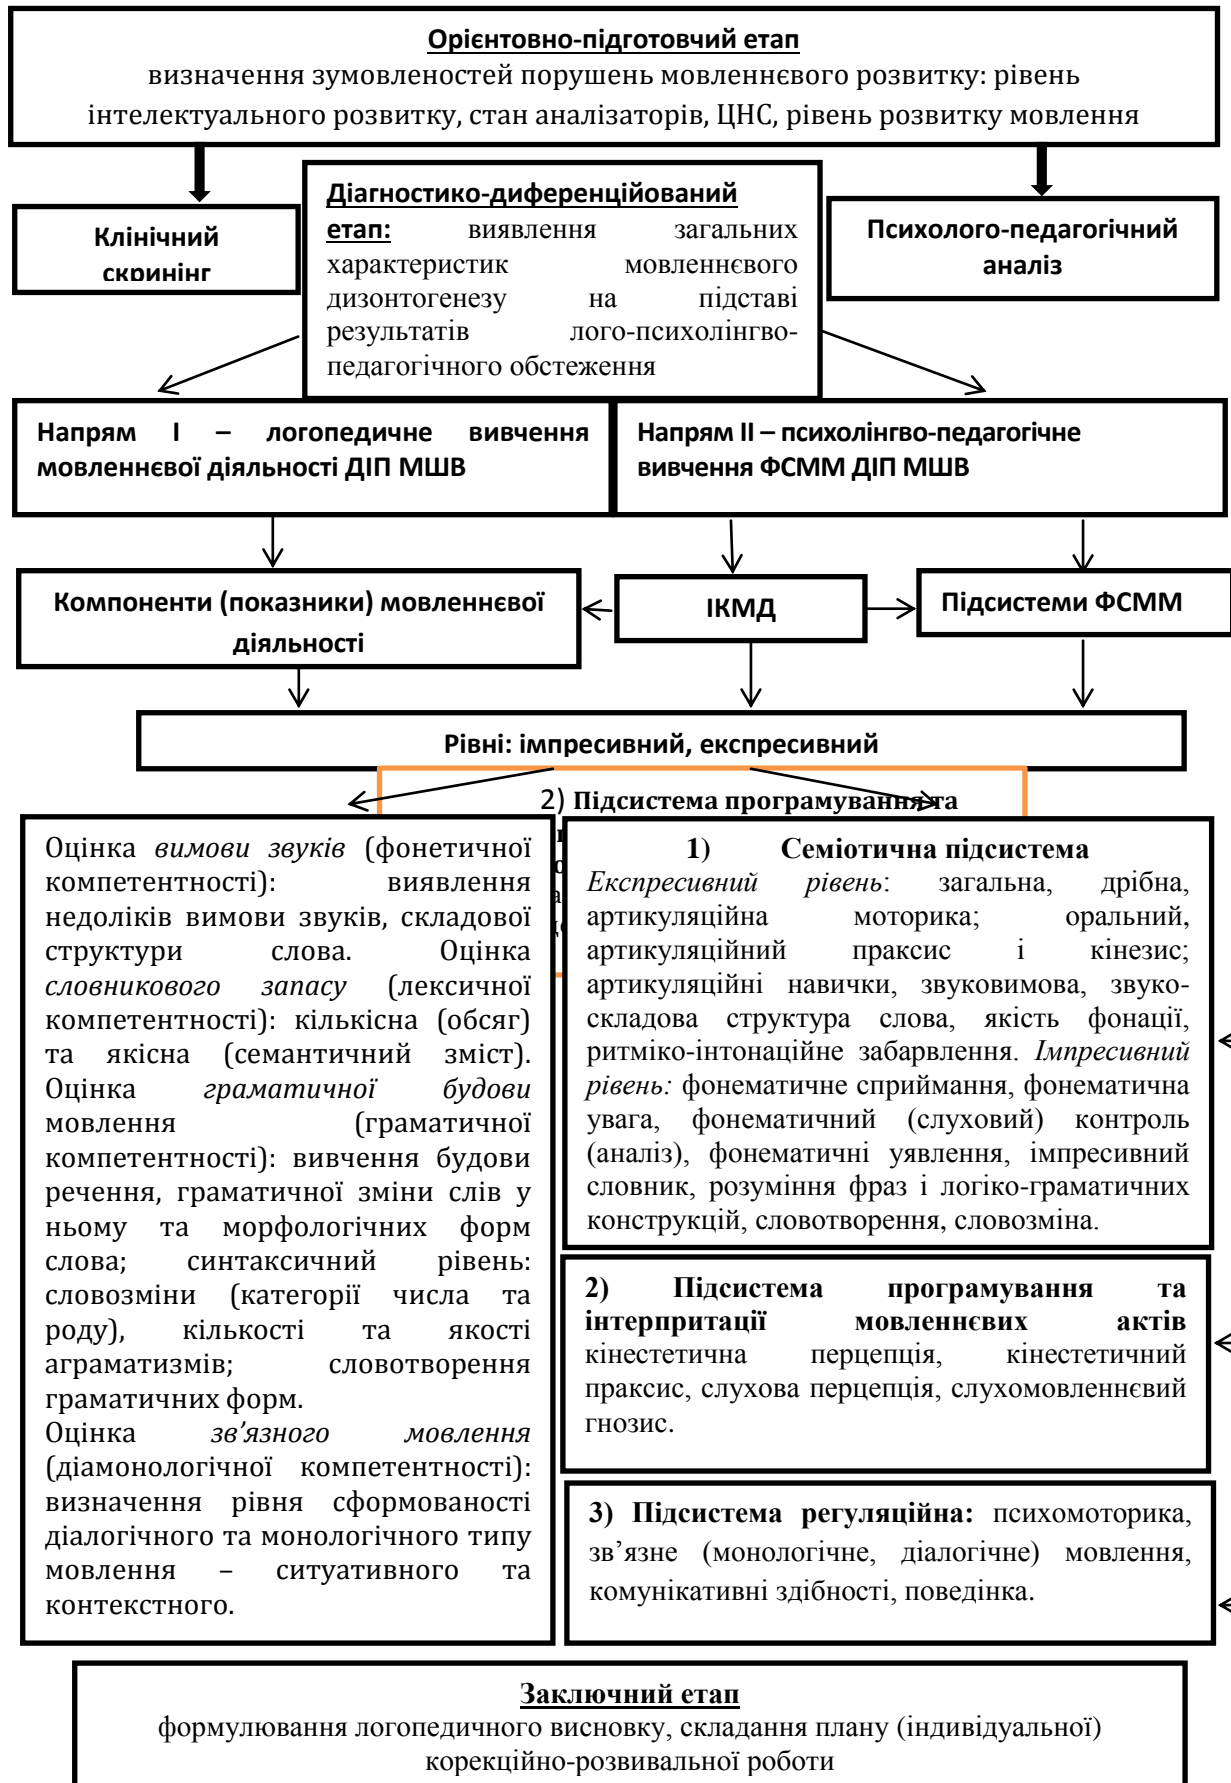 Орієнтовно-підготовчий етап
визначення зумовленостей порушень мовленнєвого розвитку: рівень
інтелектуального розвитку, стан аналізаторів, ЦНС, рівень розвитку мовлення
Клінічний
скринінг
Діагностико-диференційований
етап: виявлення загальних
характеристик мовленнєвого
дизонтогенезу на підставі
результатів лого-психолінгво-
педагогічного обстеження
Психолого-педагогічний
аналіз
Напрям І – логопедичне вивчення
мовленнєвої діяльності ДІП МШВ
Напрям ІІ – психолінгво-педагогічне
вивчення ФСММ ДІП МШВ
Компоненти (показники) мовленнєвої
діяльності
ІКМД
Підсистеми ФСММ
Рівні: імпресивний, експресивний
2) Підсистема програмування та
Оцінка вимови звуків (фонетичної
компетентності): виявлення
недоліків вимови звуків, складової
структури слова. Оцінка
словникового запасу (лексичної
компетентності): кількісна (обсяг)
та якісна (семантичний зміст).
Оцінка граматичної будови
мовлення (граматичної
компетентності): вивчення будови
речення, граматичної зміни слів у
ньому та морфологічних форм
слова; синтаксичний рівень:
словозміни (категорії числа та
роду), кількості та якості
аграматизмів; словотворення
граматичних форм.
Оцінка зв’язного мовлення
(діамонологічної компетентності):
визначення рівня сформованості
діалогічного та монологічного типу
мовлення – ситуативного та
контекстного.
1) Семіотична підсистема
Експресивний рівень: загальна, дрібна,
артикуляційна моторика; оральний,
артикуляційний праксис і кінезис;
артикуляційні навички, звуковимова, звуко-
складова структура слова, якість фонації,
ритміко-інтонаційне забарвлення. Імпресивний
рівень: фонематичне сприймання, фонематична
увага, фонематичний (слуховий) контроль
(аналіз), фонематичні уявлення, імпресивний
словник, розуміння фраз і логіко-граматичних
конструкцій, словотворення, словозміна.
2) Підсистема програмування та
інтерпритації мовленнєвих актів
кінестетична перцепція, кінестетичний
праксис, слухова перцепція, слухомовленнєвий
гнозис.
3) Підсистема регуляційна: психомоторика,
зв’язне (монологічне, діалогічне) мовлення,
комунікативні здібності, поведінка.
Заключний етап
формулювання логопедичного висновку, складання плану (індивідуальної)
корекційно-розвивальної роботи